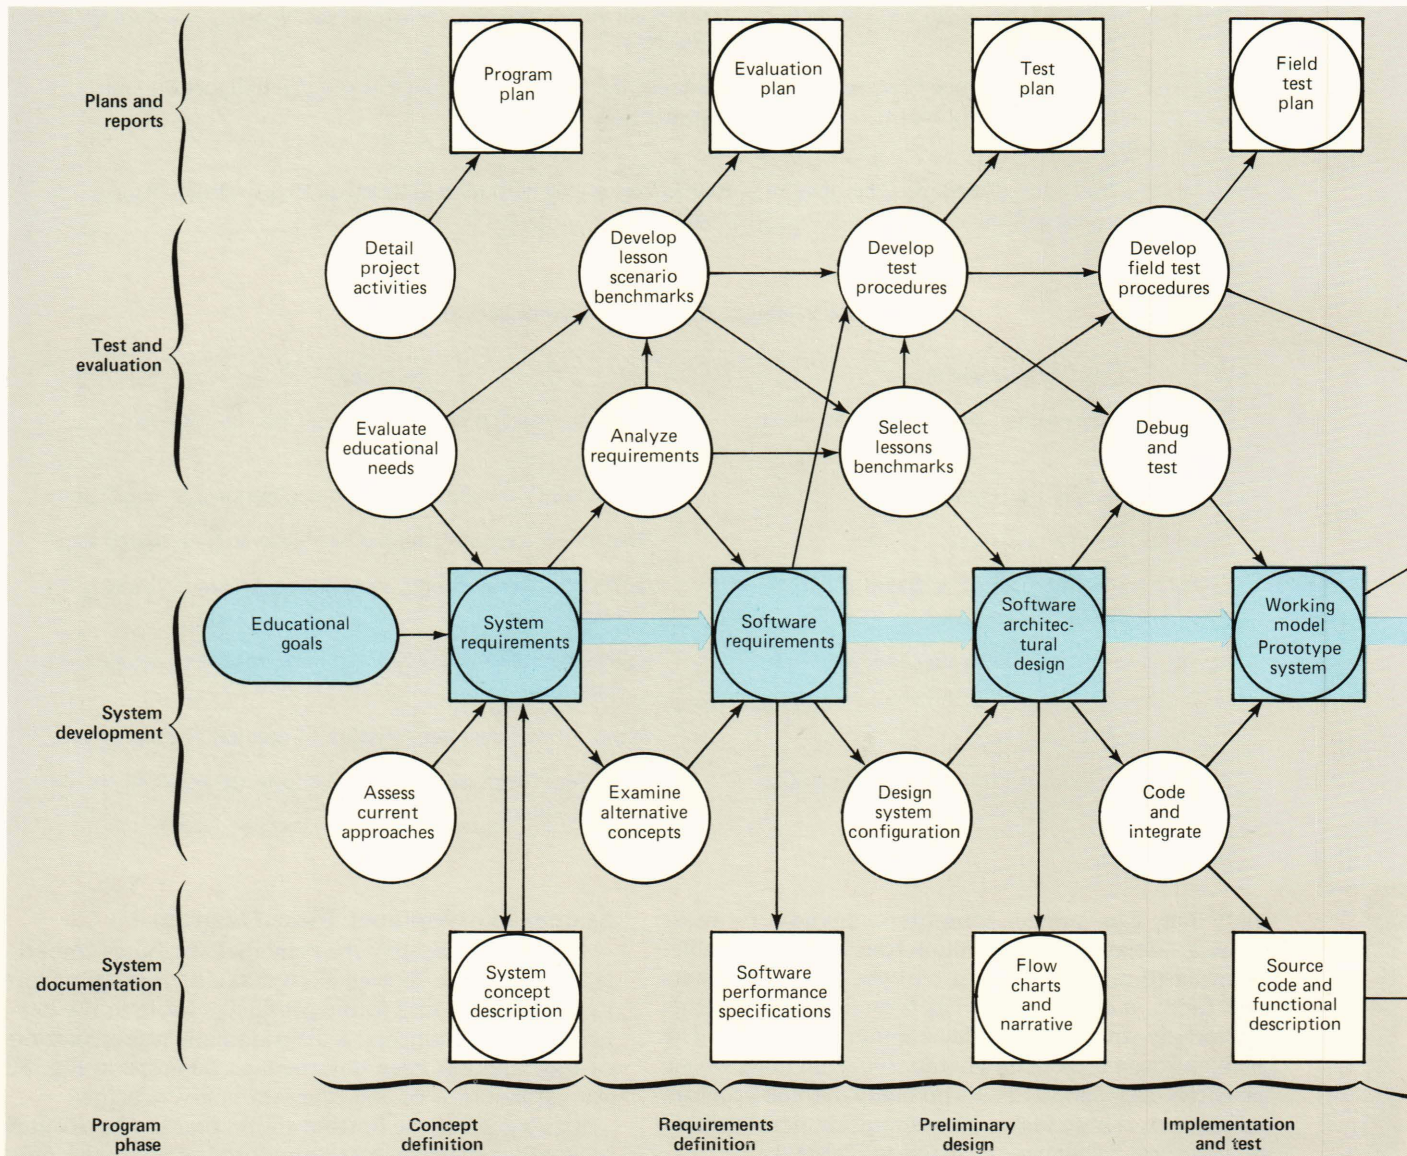 Plans and
reports
Program
plan
Evaluation
plan
Test
plan
Field
test
plan
Test and
evaluation
Detail
project
activities
Develop
lesson
scenario
benchmarks
Develop
test
procedures
Develop
field test
procedures
Evaluate
educational
needs
Analyze
requirements
Select
lessons
benchmarks
Debug
and
test
System
development
Educational
goals
System
requirements
Software
requirements
Software
architec-
tural
design
Working
model
Prototype
system
Assess
current
approaches
Examine
alternative
concepts
Design
system
configuration
Code
and
integrate
System
documentation
System
concept
description
Software
performance
specifications
Flow
charts
and
narrative
Source
code and
functional
description
Program
phase
Concept
definition
Requirements
definition
Preliminary
design
Implementation
and test